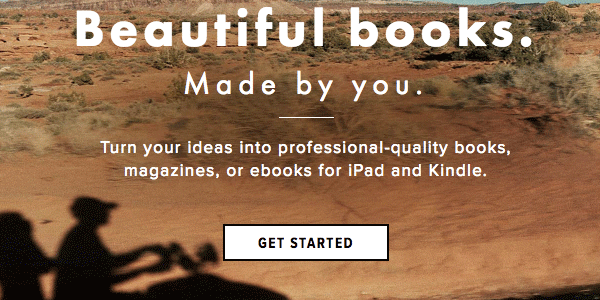 Beautiful books.
Made by you.
Turn your ideas into professional-quality books,
magazines, or ebooks for iPad and Kindle.
GET STARTED